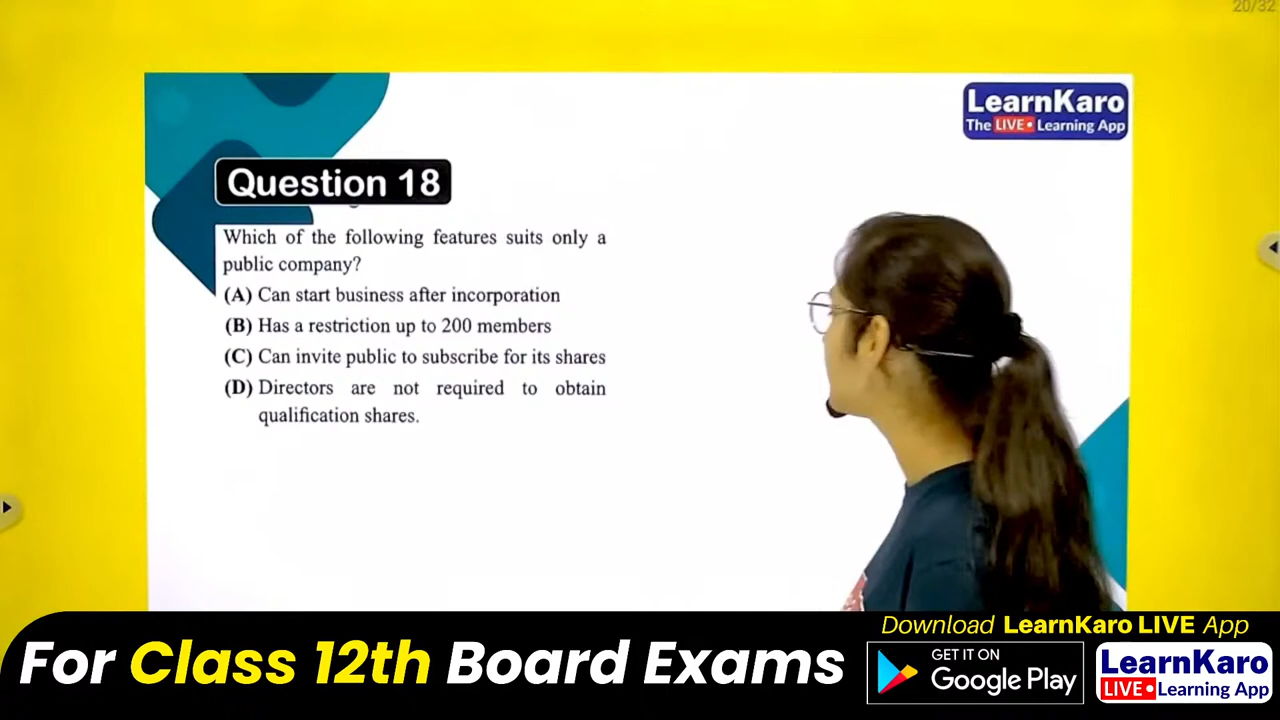 20/32
LearnKaro
The LIVE • Learning App
Question 18
Which of the following features suits only a
public company?
(A) Can start business after incorporation
(B) Has a restriction up to 200 members
(C) Can invite public to subscribe for its shares
(D) Directors are not required to obtain
qualification shares.
For Class 12th Board Exams
Download LearnKaro LIVE App
GET IT ON
Google Play
LearnKaro
LIVE • Learning App